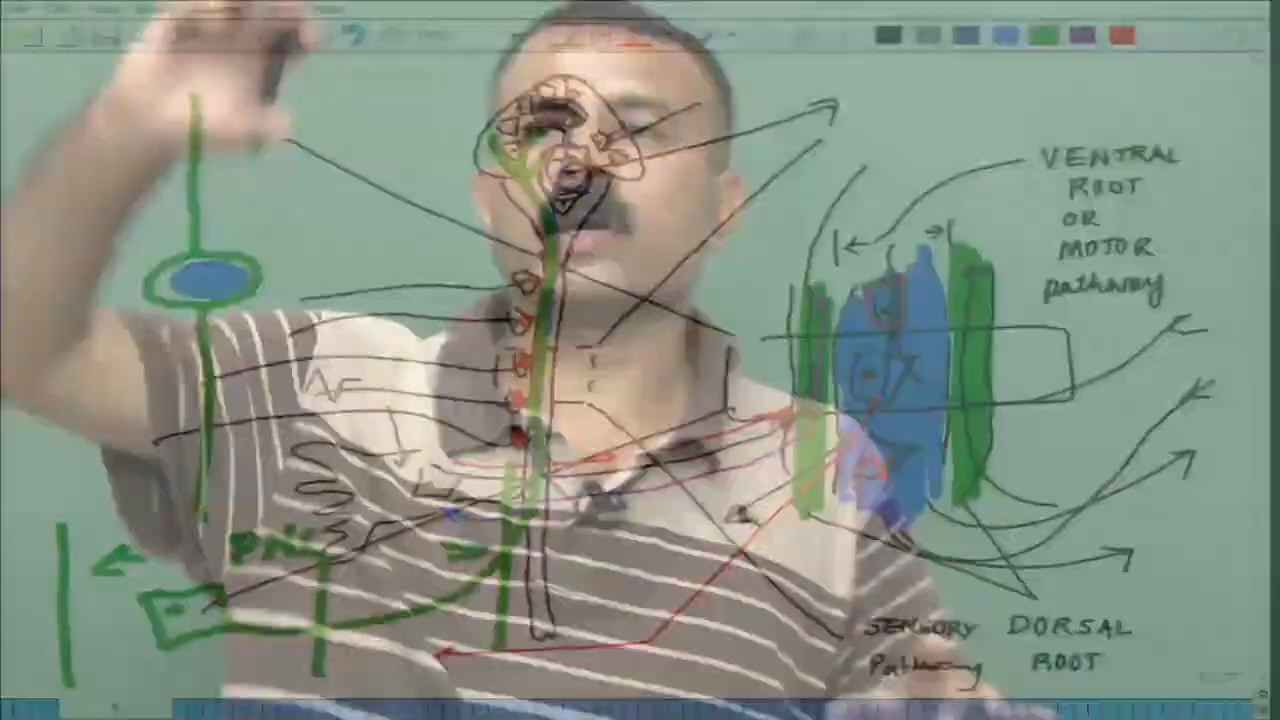 VENTRAL
ROOT
OR
MOTOR
pathway
PNS
SENSORY DORSAL
Pathway ROOT